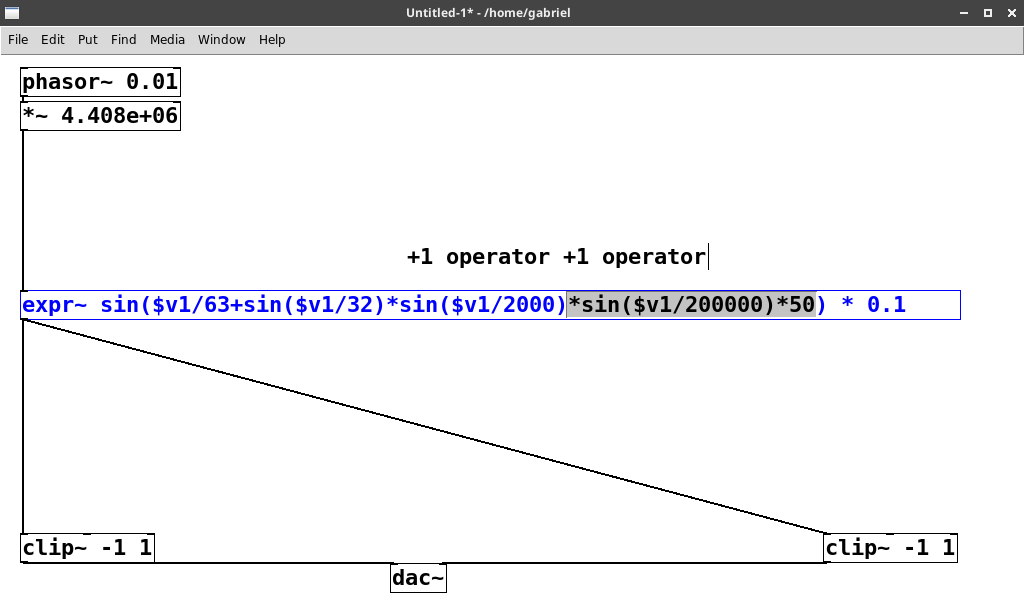 Untitled-1* - /home/gabriel
File Edit Put Find Media Window Help
phasor~ 0.01
*~ 4.408e+06
+1 operator +1 operator
expr~ sin($v1/63+sin($v1/32)*sin($v1/2000)*sin($v1/200000)*50) * 0.1
clip~ -1 1
clip~ -1 1
dac~